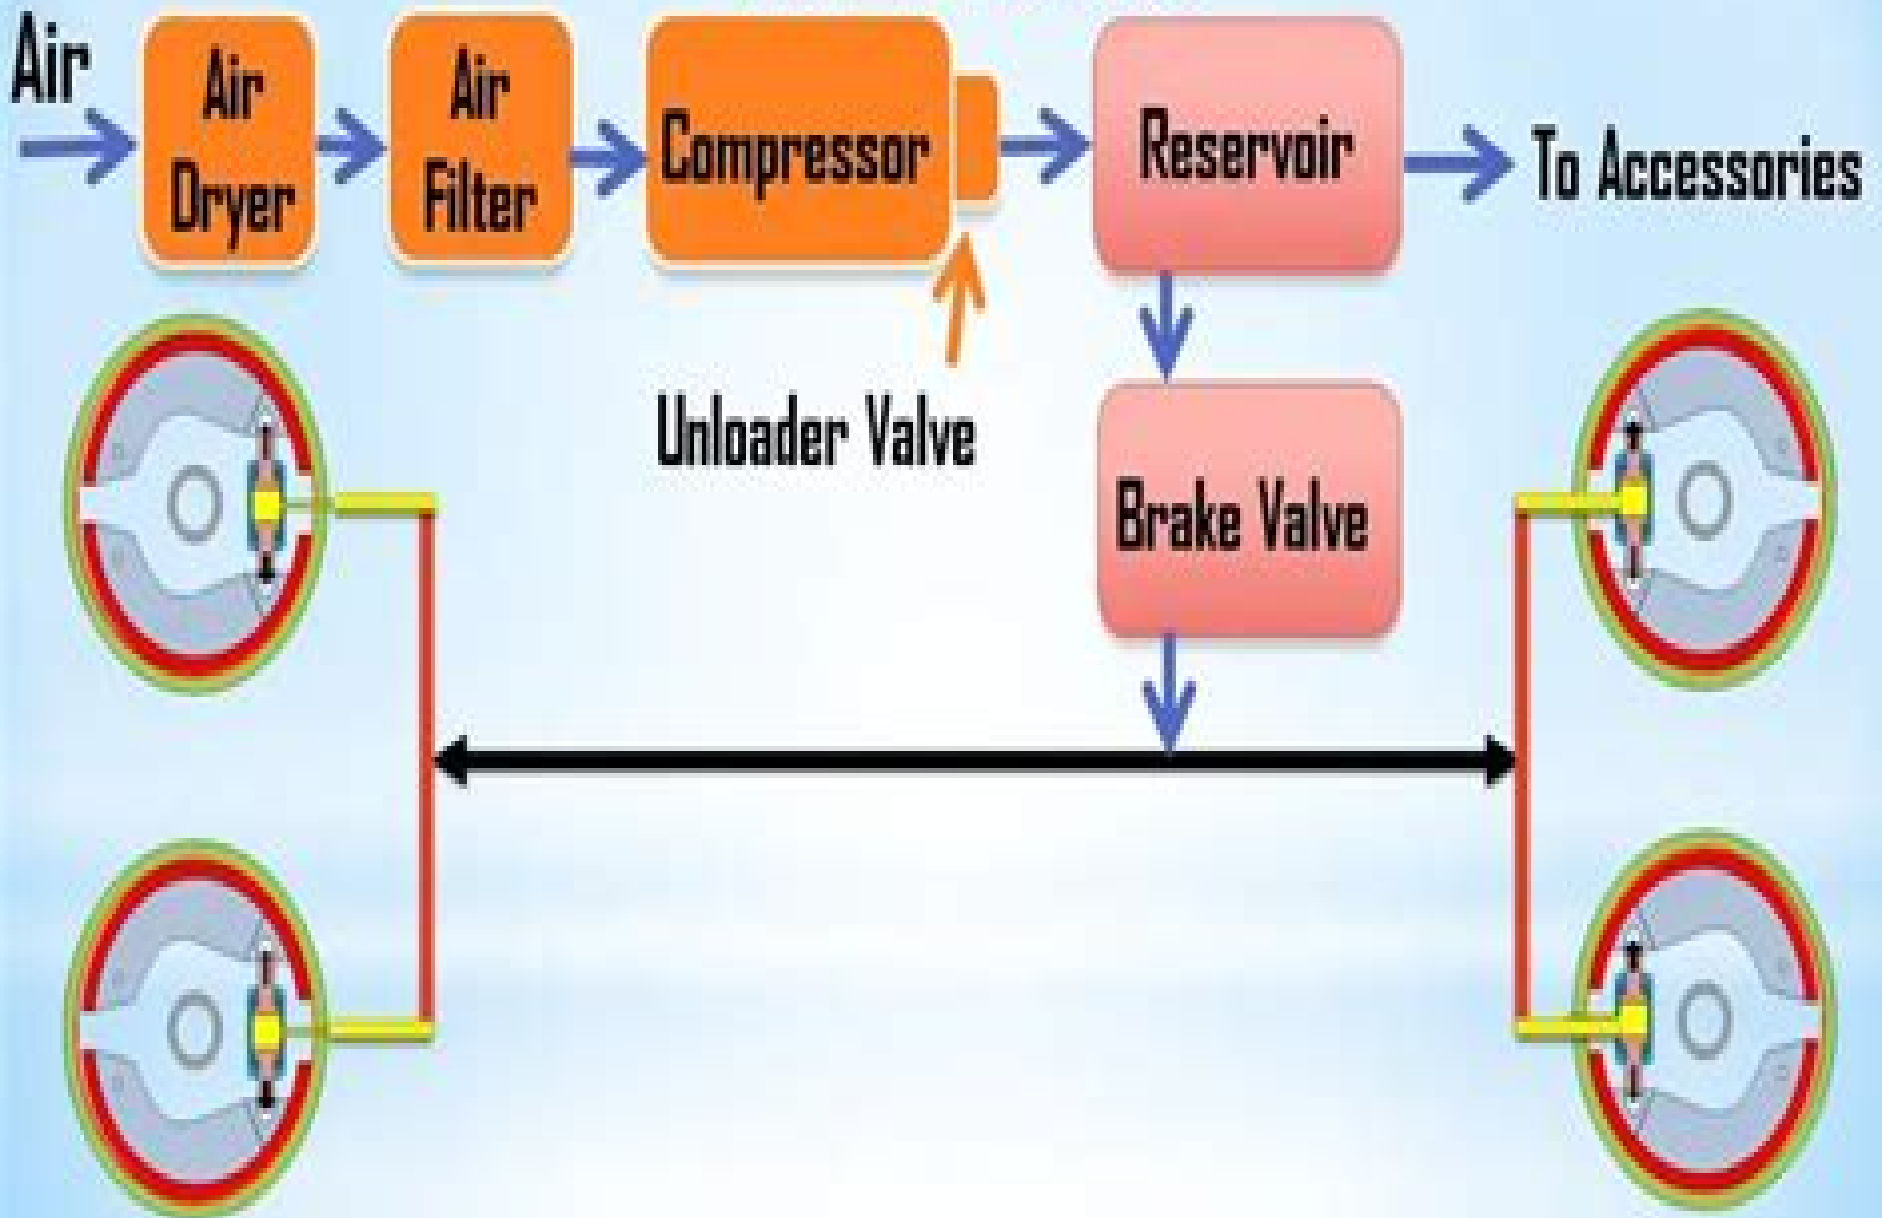 Air
Air
Dryer
Air
Filter
Compressor
Reservoir
To Accessories
Unloader Valve
Brake Valve